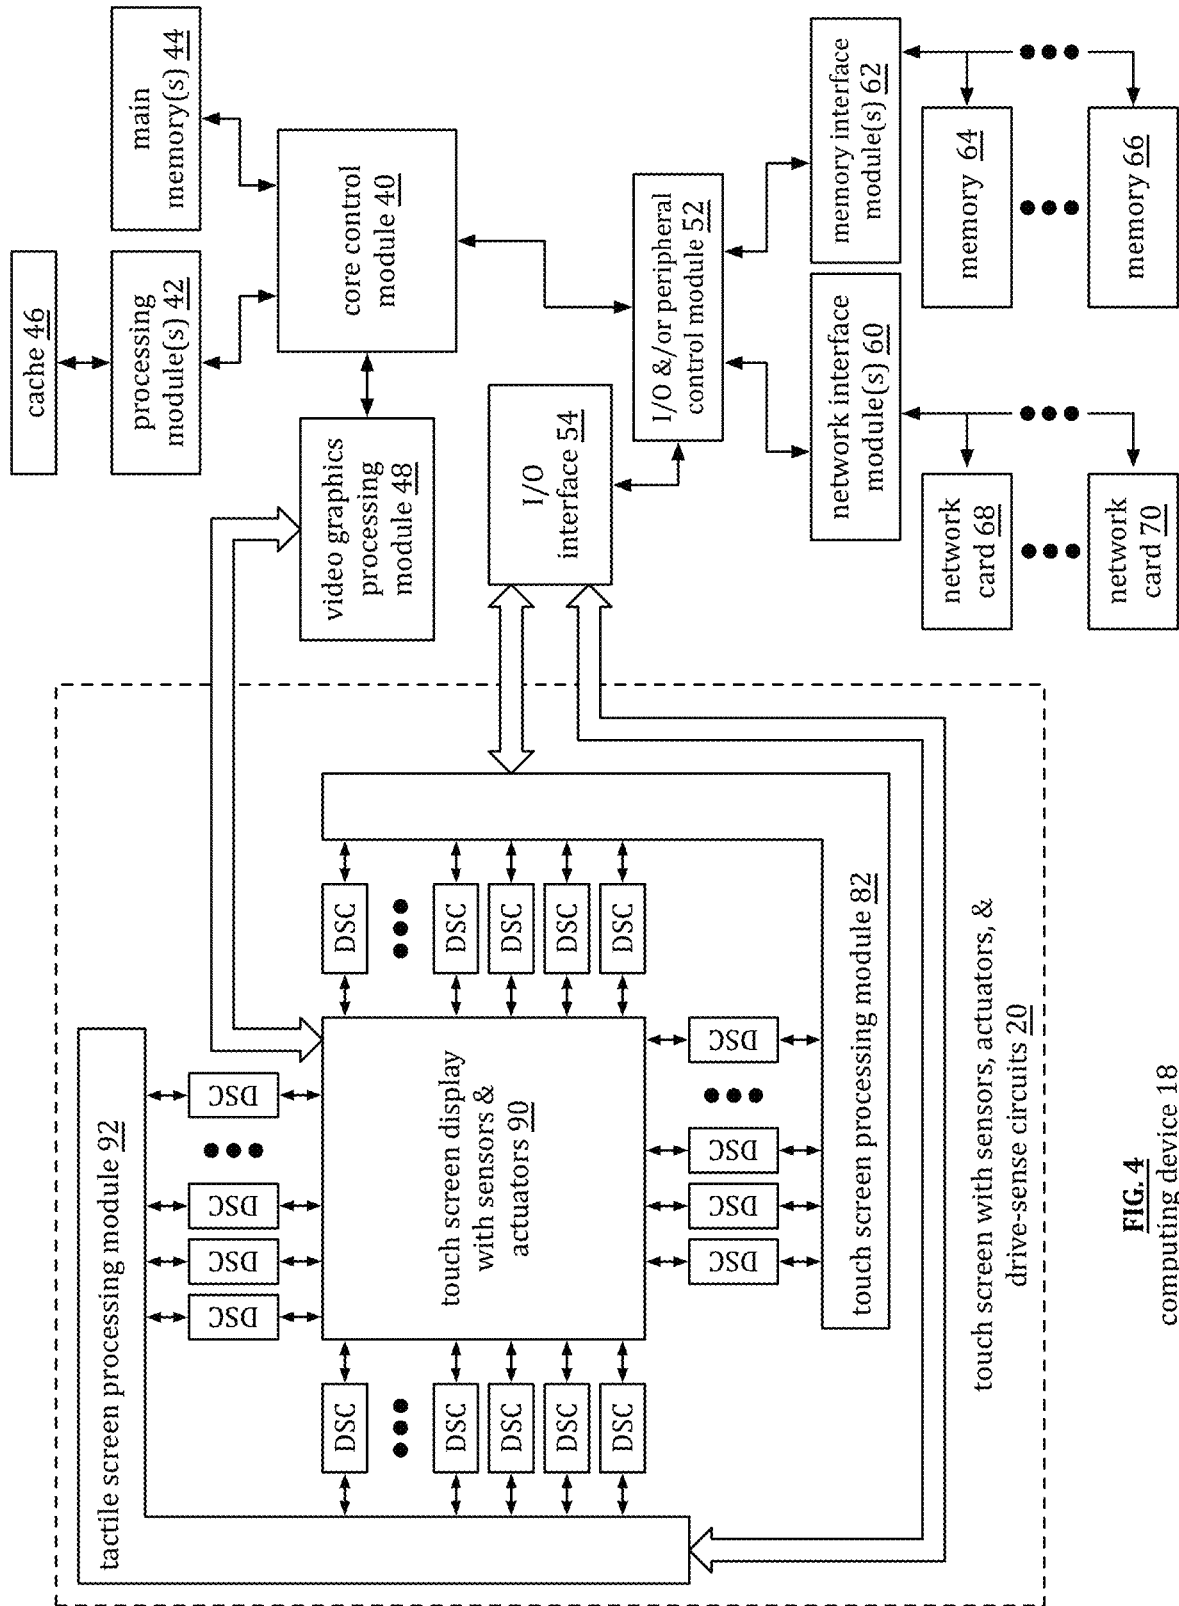 cache 46
tactile screen processing module 92
processing
module(s) 42
main
memory(s) 44
DSC
DSC
DSC
DSC
video graphics
processing
module 48
core control
module 40
DSC
DSC
DSC
DSC
DSC
touch screen display
with sensors &
actuators 90
DSC
DSC
DSC
DSC
DSC
I/O
interface 54
I/O &/or peripheral
control module 52
DSC
DSC
DSC
DSC
touch screen processing module 82
network interface
module(s) 60
memory interface
module(s) 62
touch screen with sensors, actuators, &
drive-sense circuits 20
network
card 68
memory 64
network
card 70
memory 66
FIG. 4
computing device 18